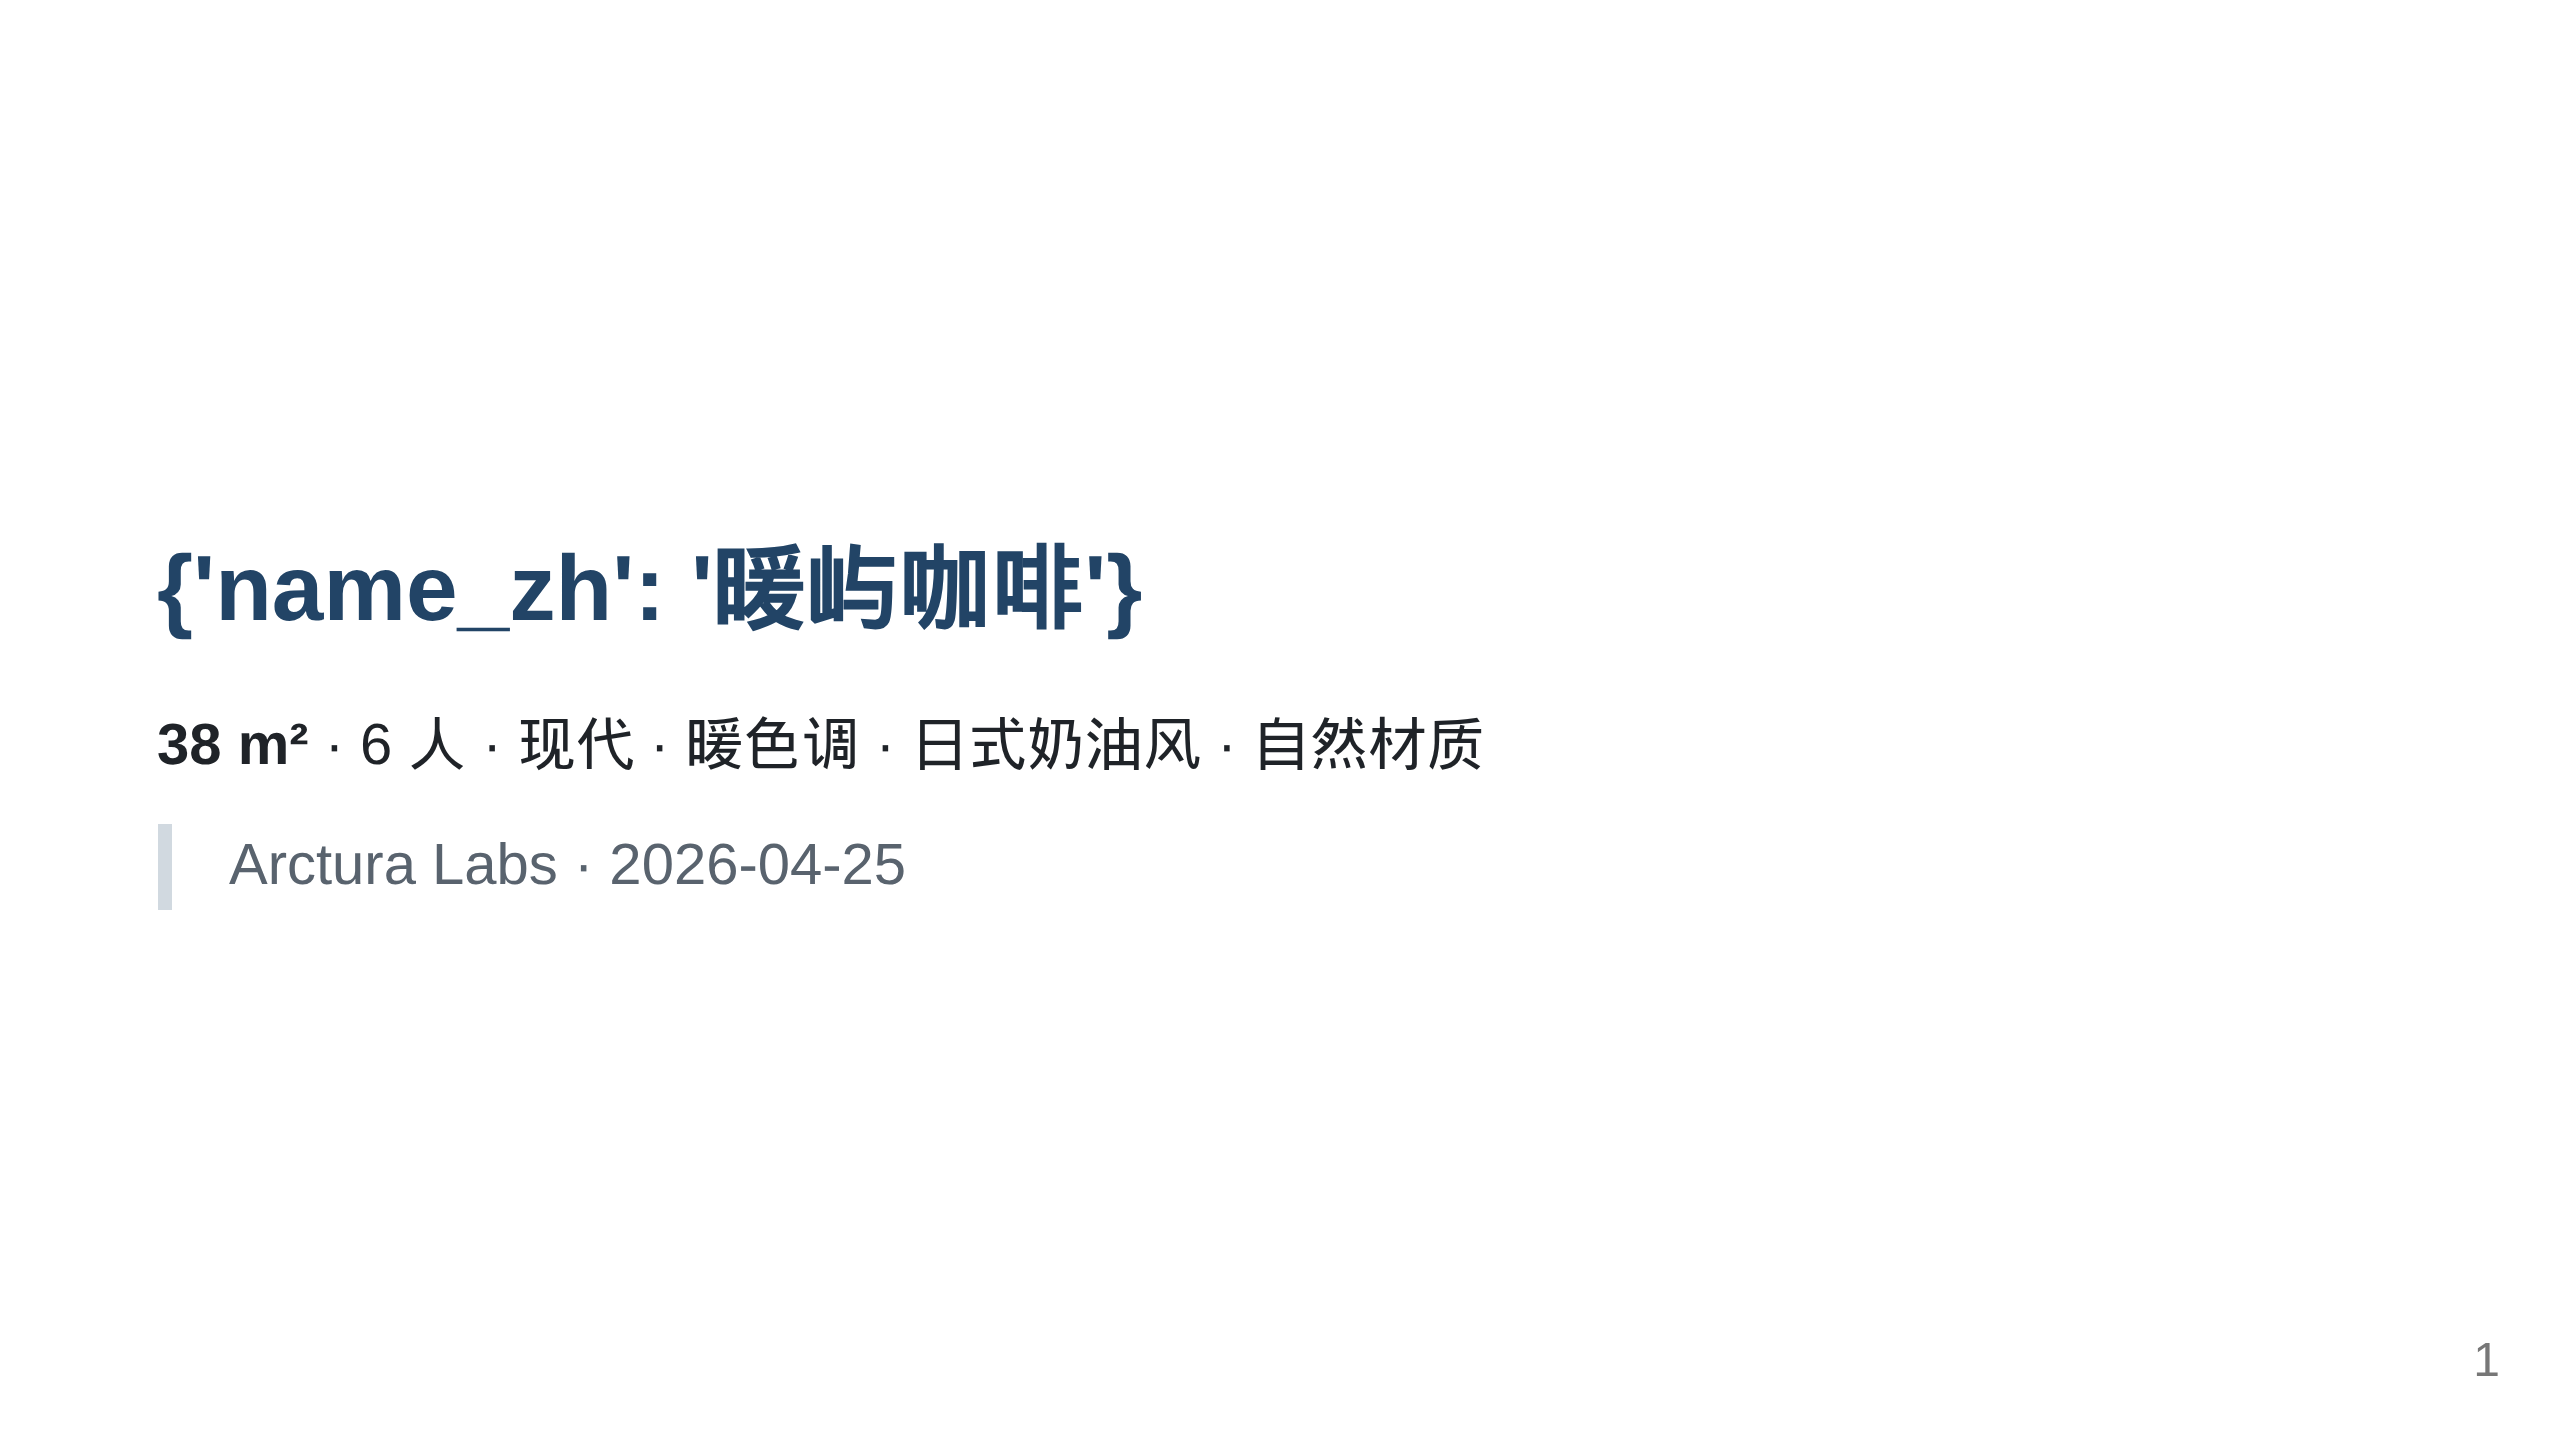 {'name_zh': '暖屿咖啡'}
38 m² · 6 人 · 现代 · 暖色调 · 日式奶油风 · 自然材质
Arctura Labs · 2026-04-25
1